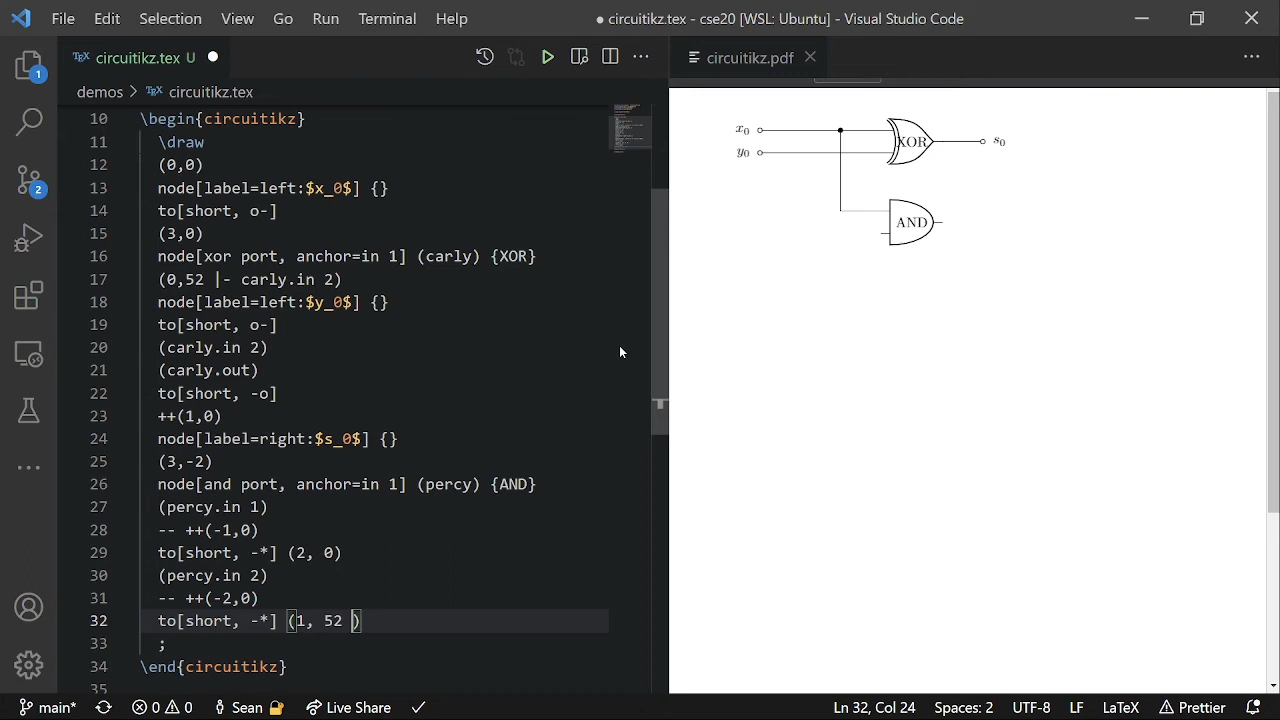 File Edit Selection View Go Run Terminal Help ● circuitikz.tex - cse20 [WSL: Ubuntu] - Visual Studio Code
TEX circuitikz.tex U ●
circuitikz.pdf
demos > TEX circuitikz.tex
10 \begin{circuitikz}
11 \draw
12 (0,0)
13 node[label=left:$x_0$] {}
14 to[short, o-]
15 (3,0)
16 node[xor port, anchor=in 1] (carly) {XOR}
17 (0,52 |- carly.in 2)
18 node[label=left:$y_0$] {}
19 to[short, o-]
20 (carly.in 2)
21 (carly.out)
22 to[short, -o]
23 ++(1,0)
24 node[label=right:$s_0$] {}
25 (3,-2)
26 node[and port, anchor=in 1] (percy) {AND}
27 (percy.in 1)
28 -- ++(-1,0)
29 to[short, -*] (2, 0)
30 (percy.in 2)
31 -- ++(-2,0)
32 to[short, -*] (1, 52 )
33 ;
34 \end{circuitikz}
35
1
2
x0
y0
XOR
s0
AND
main* 0 0 Sean Live Share Ln 32, Col 24 Spaces: 2 UTF-8 LF LaTeX Prettier